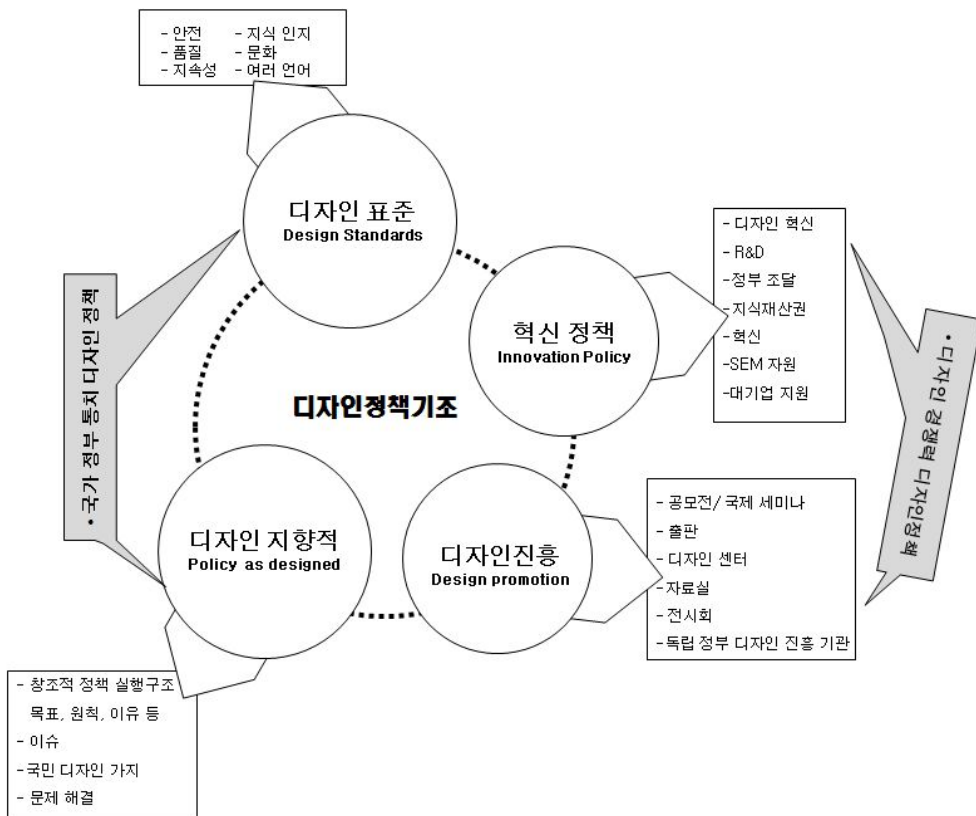 - 안전 - 지식 인지
- 품질 - 문화
- 지속성 - 여러 언어
디자인 표준
Design Standards
- 디자인 혁신
- R&D
- 정부 조달
- 지식재산권
- 혁신
- SEM 자원
- 대기업 지원
혁신 정책
Innovation Policy
• 국가 정부 통치 디자인 정책
디자인정책기조
• 디자인 경쟁력 디자인정책
디자인 지향적
Policy as designed
디자인진흥
Design promotion
- 공모전/ 국제 세미나
- 출판
- 디자인 센터
- 자료실
- 전시회
- 독립 정부 디자인 진흥 기관
- 창조적 정책 실행구조
목표, 원칙, 이유 등
- 이슈
- 국민 디자인 가지
- 문제 해결